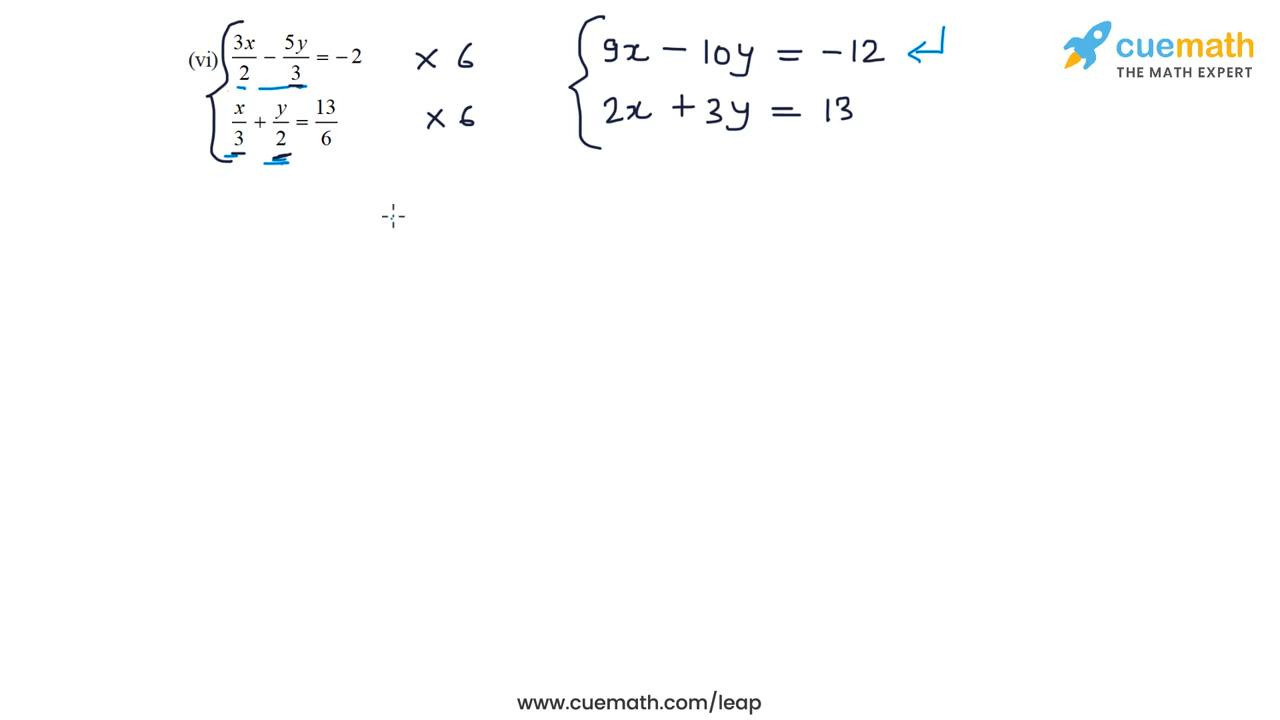 (vi) { 3x/2 − 5y/3 = −2 × 6
x/3 + y/2 = 13/6 × 6
{ 9x − 10y = −12 ↵
2x + 3y = 13
cuemath
THE MATH EXPERT
www.cuemath.com/leap